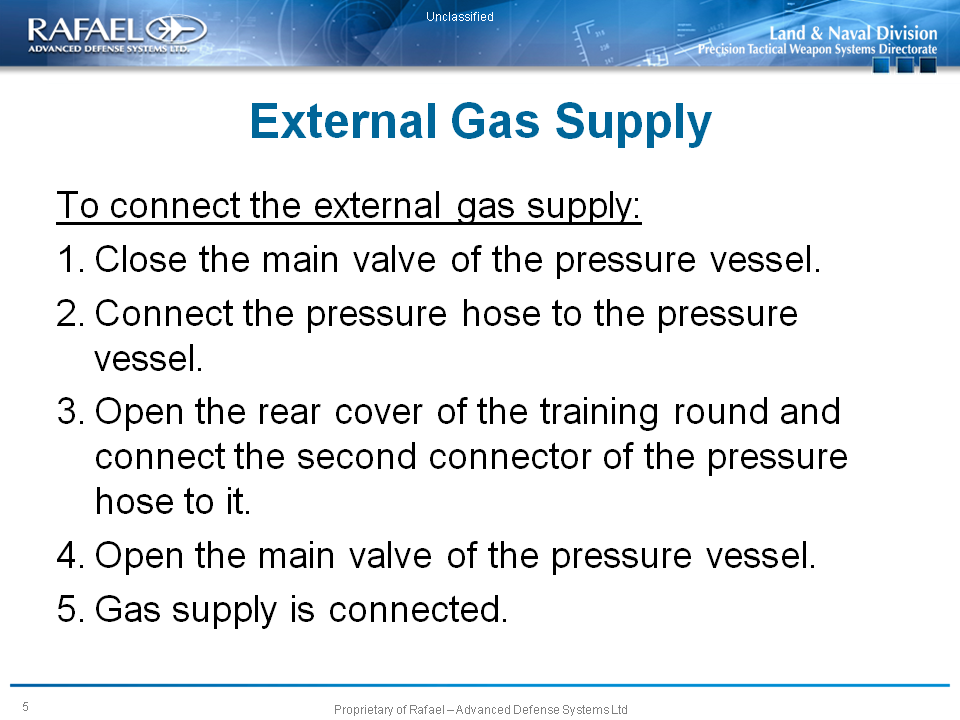 Unclassified
RAFAEL
ADVANCED DEFENSE SYSTEMS LTD.
Land & Naval Division
Precision Tactical Weapon Systems Directorate
External Gas Supply
To connect the external gas supply:
1. Close the main valve of the pressure vessel.
2. Connect the pressure hose to the pressure
vessel.
3. Open the rear cover of the training round and
connect the second connector of the pressure
hose to it.
4. Open the main valve of the pressure vessel.
5. Gas supply is connected.
5
Proprietary of Rafael – Advanced Defense Systems Ltd